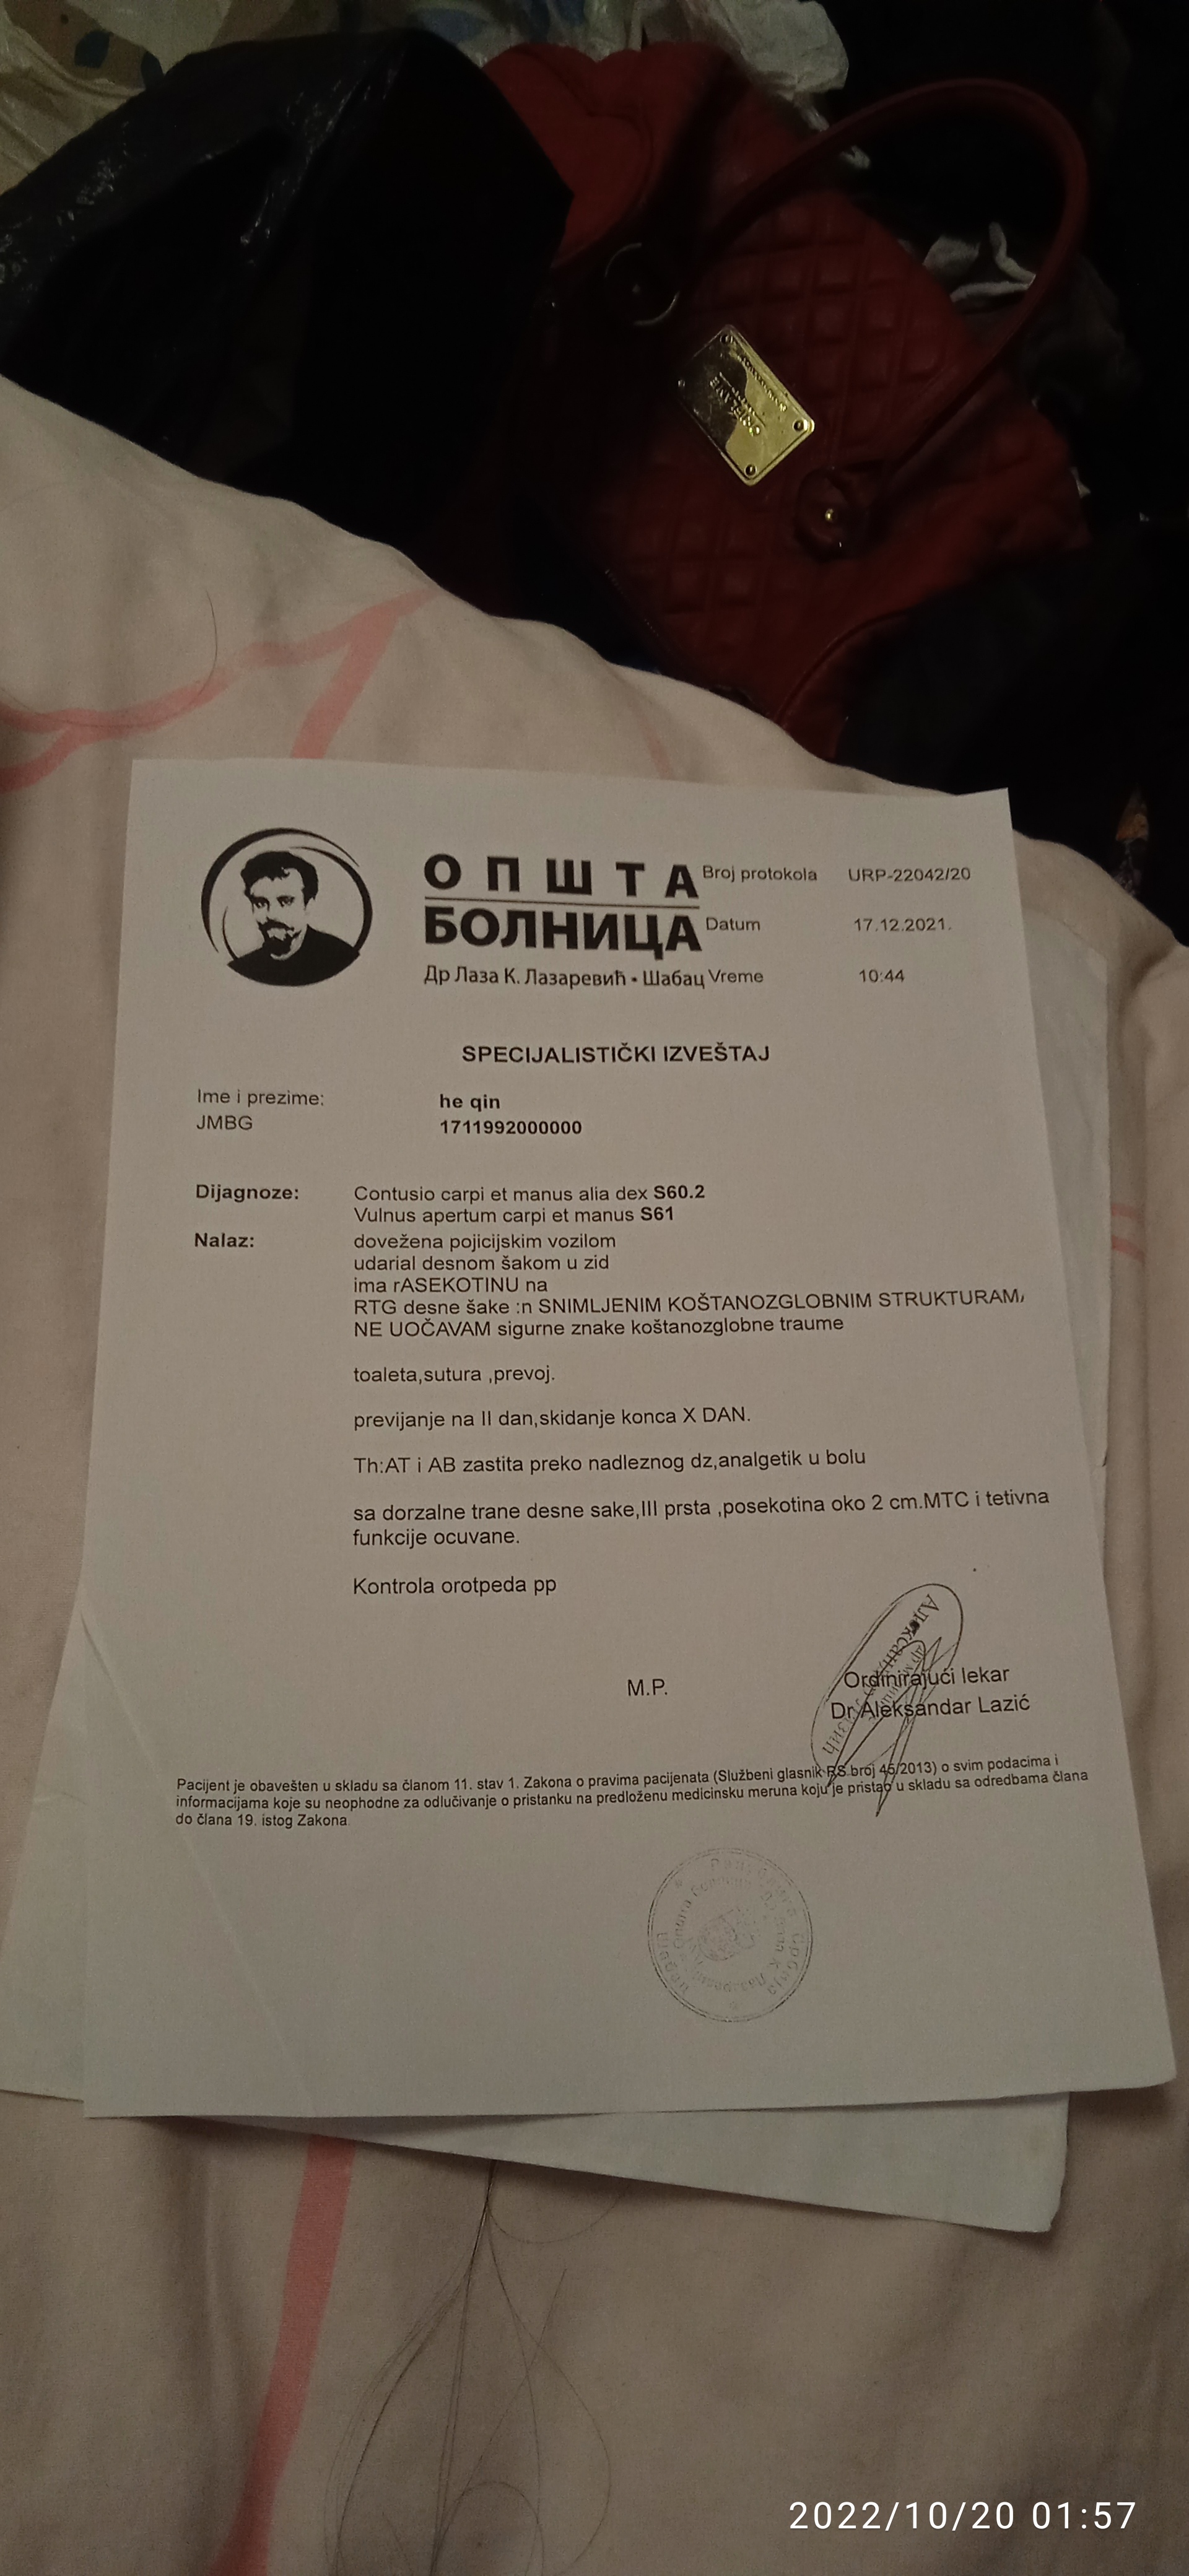 ОПШТА
БОЛНИЦА
Др Лаза К. Лазаревић - Шабац
Broj protokola URP-22042/20
Datum 17.12.2021.
Vreme 10:44
SPECIJALISTIČKI IZVEŠTAJ
Ime i prezime: he qin
JMBG 1711992000000
Dijagnoze: Contusio carpi et manus alia dex S60.2
Vulnus apertum carpi et manus S61
Nalaz: dovežena pojicijskim vozilom
udarial desnom šakom u zid
ima rASEKOTINU na
RTG desne šake :n SNIMLJENIM KOŠTANOZGLOBNIM STRUKTURAM,
NE UOČAVAM sigurne znake koštanozglobne traume
toaleta,sutura ,prevoj.
previjanje na II dan,skidanje konca X DAN.
Th:AT i AB zastita preko nadleznog dz,analgetik u bolu
sa dorzalne trane desne sake,III prsta ,posekotina oko 2 cm.MTC i tetivna
funkcije ocuvane.
Kontrola orotpeda pp
M.P.
Ordinirajući lekar
Dr Aleksandar Lazić
Pacijent je obavešten u skladu sa članom 11. stav 1. Zakona o pravima pacijenata (Službeni glasnik RS broj 45/2013) o svim podacima i
informacijama koje su neophodne za odlučivanje o pristanku na predloženu medicinsku meruna koju je pristap u skladu sa odredbama člana
do člana 19. istog Zakona
2022/10/20 01:57